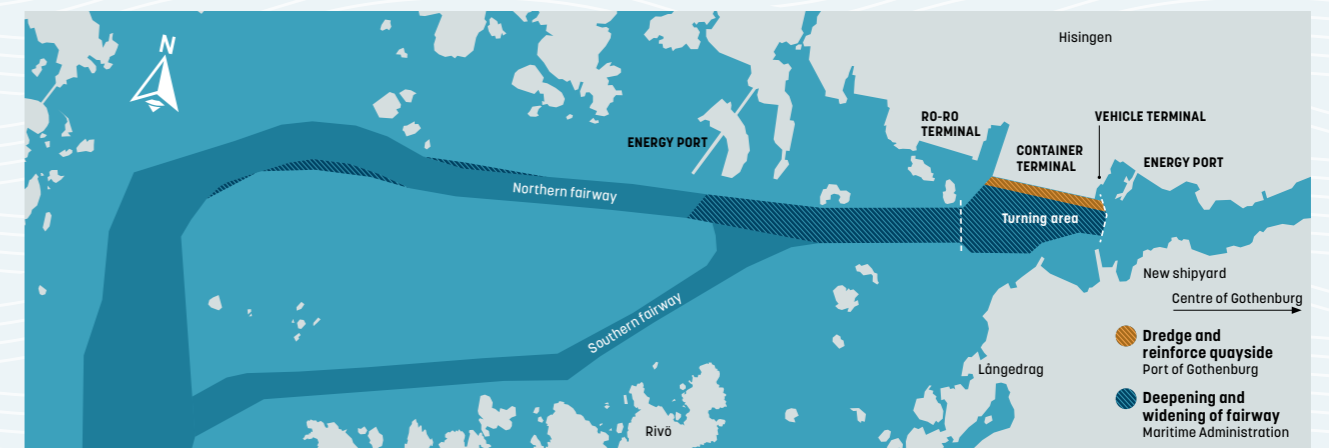 N
Hisingen
RO-RO
TERMINAL
VEHICLE TERMINAL
ENERGY PORT
CONTAINER
TERMINAL
ENERGY PORT
Northern fairway
Turning area
New shipyard
Centre of Gothenburg
Southern fairway
Dredge and
reinforce quayside
Port of Gothenburg
Långedrag
Deepening and
widening of fairway
Maritime Administration
Rivö